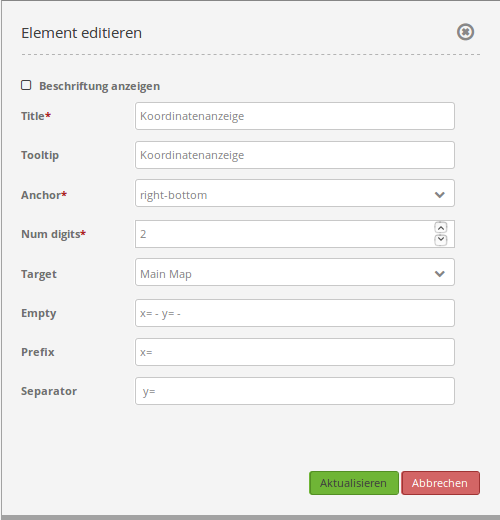 Element editieren
Beschriftung anzeigen
Title* Koordinatenanzeige
Tooltip Koordinatenanzeige
Anchor* right-bottom
Num digits* 2
Target Main Map
Empty x= - y= -
Prefix x=
Separator y=
Aktualisieren Abbrechen